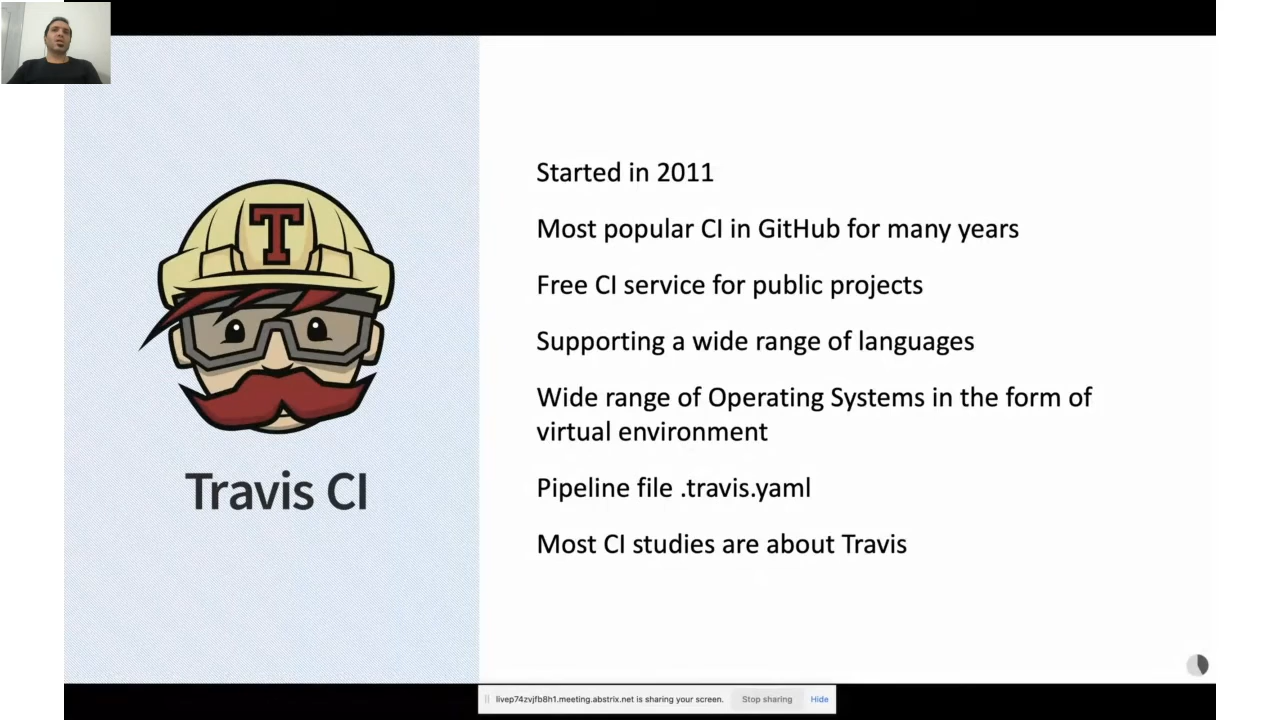 T
Travis CI
Started in 2011
Most popular CI in GitHub for many years
Free CI service for public projects
Supporting a wide range of languages
Wide range of Operating Systems in the form of
virtual environment
Pipeline file .travis.yaml
Most CI studies are about Travis
livep74zvjfb8h1.meeting.abstrix.net is sharing your screen. Stop sharing Hide